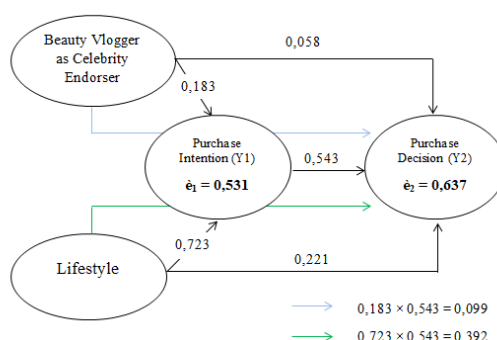 Beauty Vlogger
as Celebrity
Endorser
0,058
0,183
Purchase
Intention (Y1)
è₁ = 0,531
0,543
Purchase
Decision (Y2)
è₂ = 0,637
0,723
Lifestyle
0,221
0,183 × 0,543 = 0,099
0,723 × 0,543 = 0,392